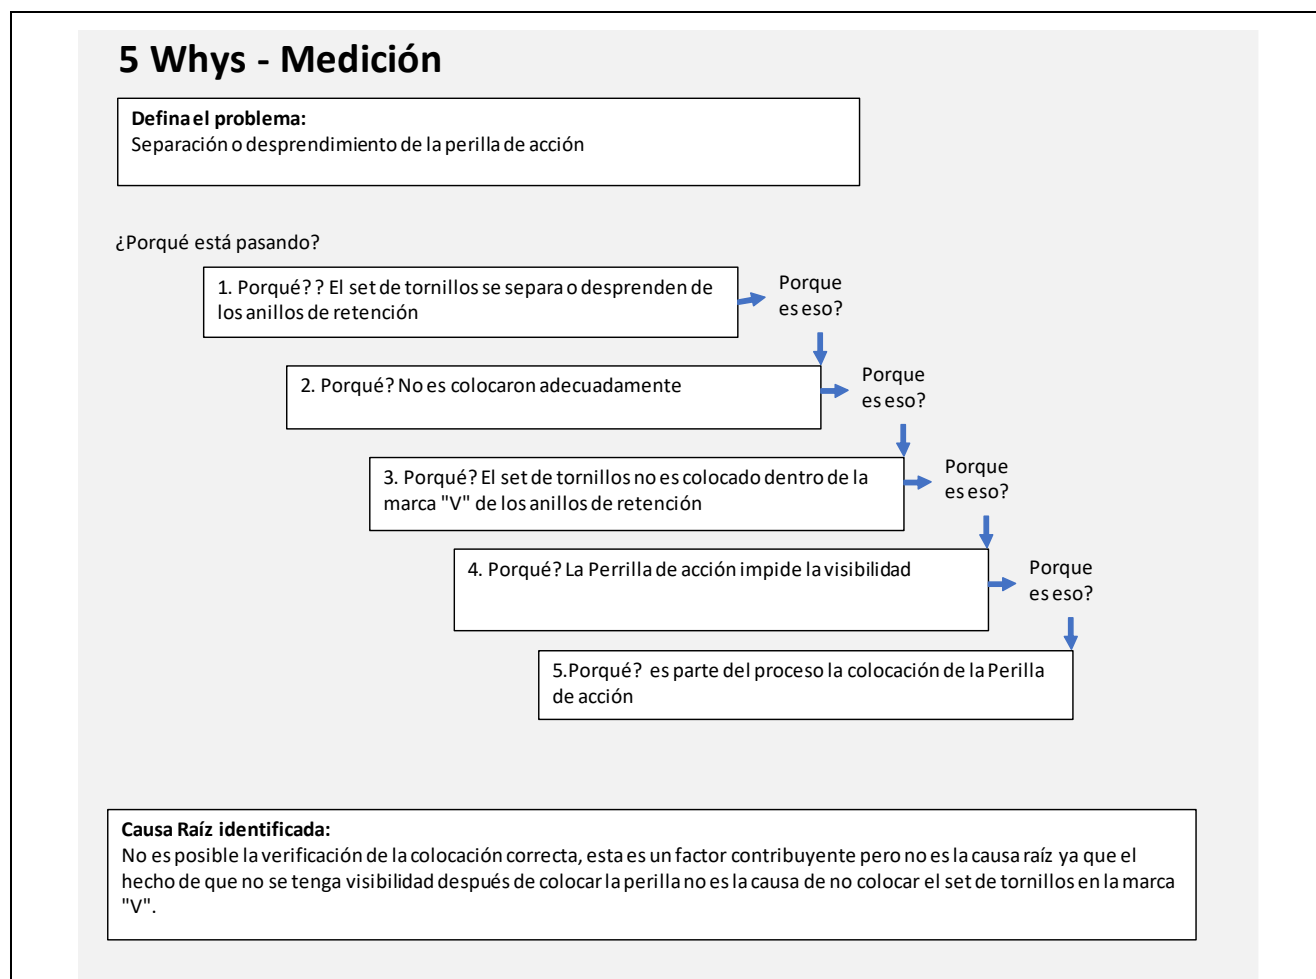 5 Whys - Medición
Defina el problema:
Separación o desprendimiento de la perilla de acción
¿Porqué está pasando?
1. Porqué? ? El set de tornillos se separa o desprenden de
los anillos de retención
Porque
es eso?
2. Porqué? No es colocaron adecuadamente
Porque
es eso?
3. Porqué? El set de tornillos no es colocado dentro de la
marca "V" de los anillos de retención
Porque
es eso?
4. Porqué? La Perrilla de acción impide la visibilidad
Porque
es eso?
5.Porqué? es parte del proceso la colocación de la Perilla
de acción
Causa Raíz identificada:
No es posible la verificación de la colocación correcta, esta es un factor contribuyente pero no es la causa raíz ya que el
hecho de que no se tenga visibilidad después de colocar la perilla no es la causa de no colocar el set de tornillos en la marca
"V".